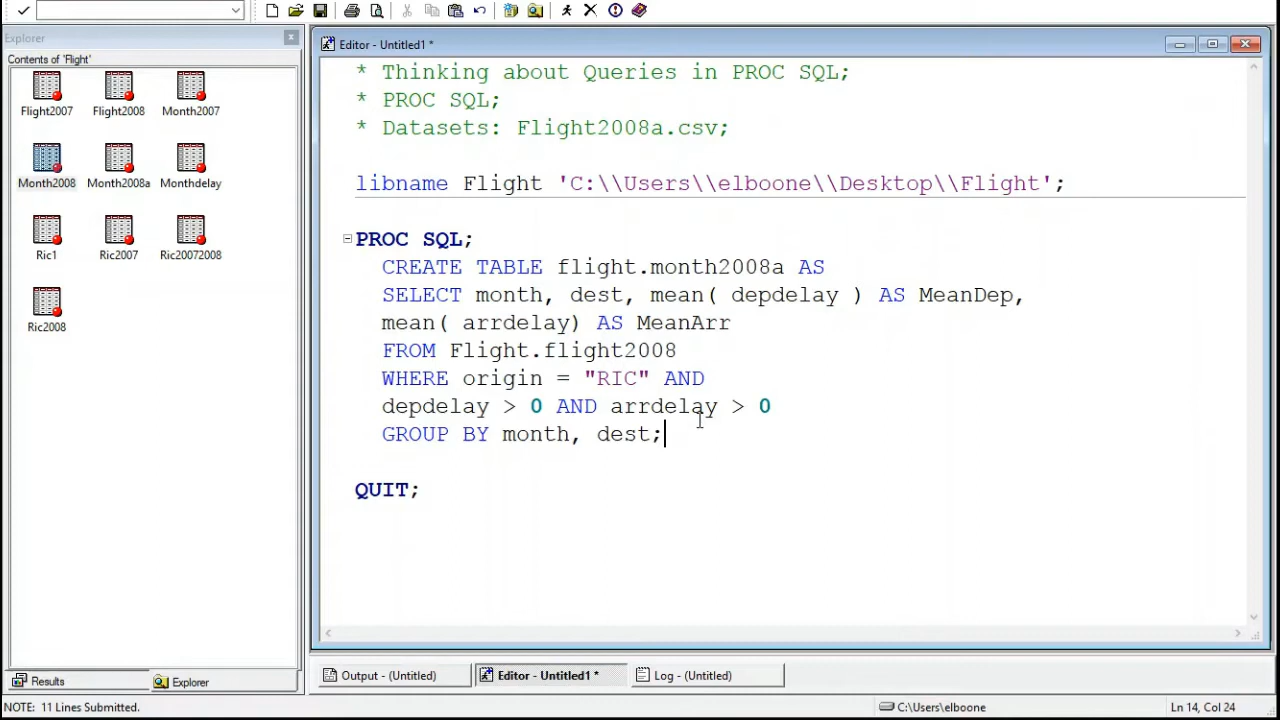 Explorer
Contents of 'Flight'
Flight2007 Flight2008 Month2007
Month2008 Month2008a Monthdelay
Ric1 Ric2007 Ric20072008
Ric2008
Results Explorer
Editor - Untitled1 *
* Thinking about Queries in PROC SQL;
* PROC SQL;
* Datasets: Flight2008a.csv;
libname Flight 'C:\\Users\\elboone\\Desktop\\Flight';
PROC SQL;
CREATE TABLE flight.month2008a AS
SELECT month, dest, mean( depdelay ) AS MeanDep,
mean( arrdelay) AS MeanArr
FROM Flight.flight2008
WHERE origin = "RIC" AND
depdelay > 0 AND arrdelay > 0
GROUP BY month, dest;
QUIT;
Output - (Untitled) Editor - Untitled1 * Log - (Untitled)
NOTE: 11 Lines Submitted. C:\Users\elboone Ln 14, Col 24